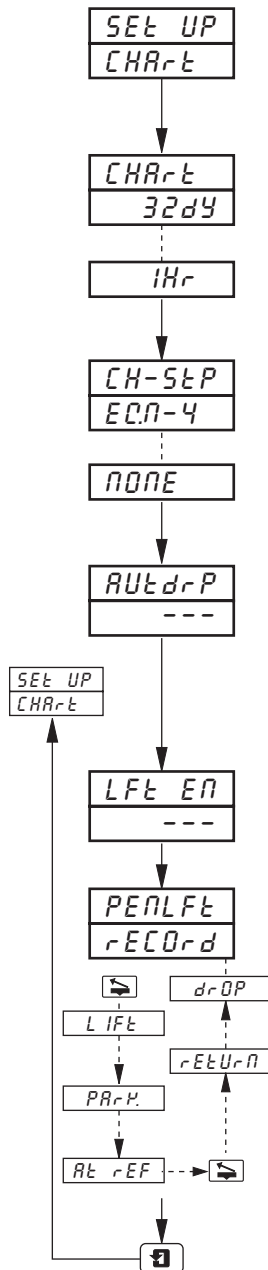 SEt UP
CHArt
CHArt
32dY
1Hr
CH-StP
EC.N-4
NONE
AUtdrP
---
SEt UP
CHArt
LFt EN
---
PENLFt
rECOrd
drOP
LIFt
rEtUrN
PArK.
At rEF